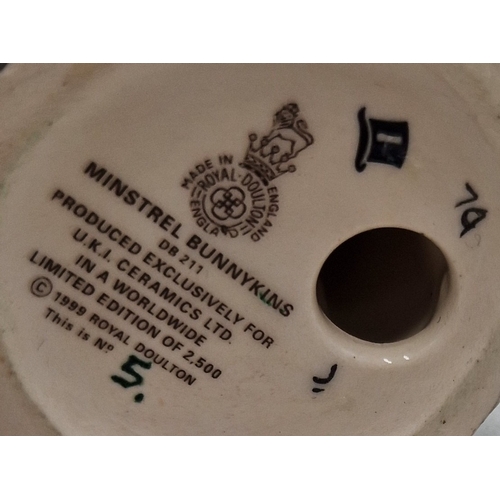 MADE IN ENGLAND
ROYAL DOULTON
ENGLAND
MINSTREL BUNNYKINS
DB 211
PRODUCED EXCLUSIVELY FOR
U.K.I. CERAMICS LTD.
IN A WORLDWIDE
LIMITED EDITION OF 2,500
© 1999 ROYAL DOULTON
This is Nº
5.